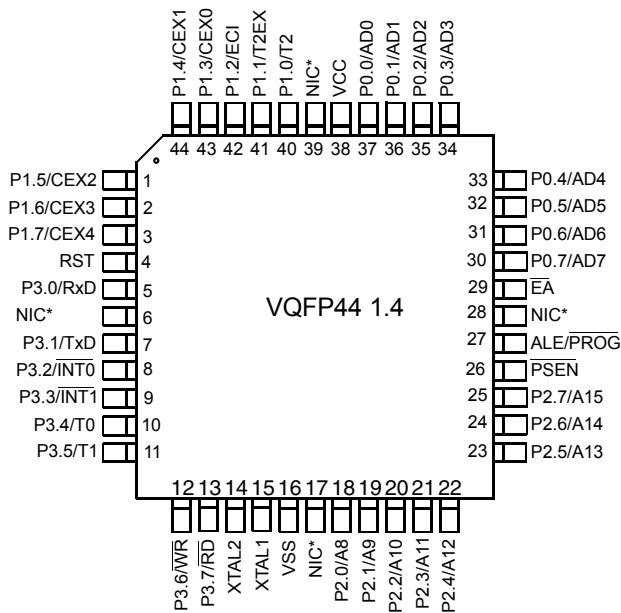 P1.4/CEX1
P1.3/CEX0
P1.2/ECI
P1.1/T2EX
P1.0/T2
NIC*
VCC
P0.0/AD0
P0.1/AD1
P0.2/AD2
P0.3/AD3
44 43 42 41 40 39 38 37 36 35 34
P1.5/CEX2 1
P1.6/CEX3 2
P1.7/CEX4 3
RST 4
P3.0/RxD 5
NIC* 6
P3.1/TxD 7
P3.2/INT0 8
P3.3/INT1 9
P3.4/T0 10
P3.5/T1 11
VQFP44 1.4
33 P0.4/AD4
32 P0.5/AD5
31 P0.6/AD6
30 P0.7/AD7
29 EA
28 NIC*
27 ALE/PROG
26 PSEN
25 P2.7/A15
24 P2.6/A14
23 P2.5/A13
12 13 14 15 16 17 18 19 20 21 22
P3.6/WR
P3.7/RD
XTAL2
XTAL1
VSS
NIC*
P2.0/A8
P2.1/A9
P2.2/A10
P2.3/A11
P2.4/A12